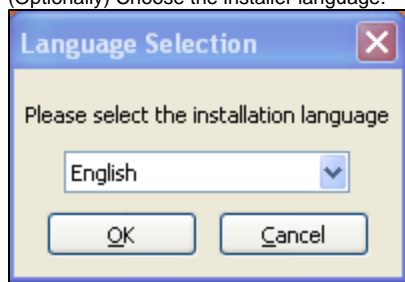 (Optionally) Choose the installer language.
Language Selection
Please select the installation language
English
OK
Cancel